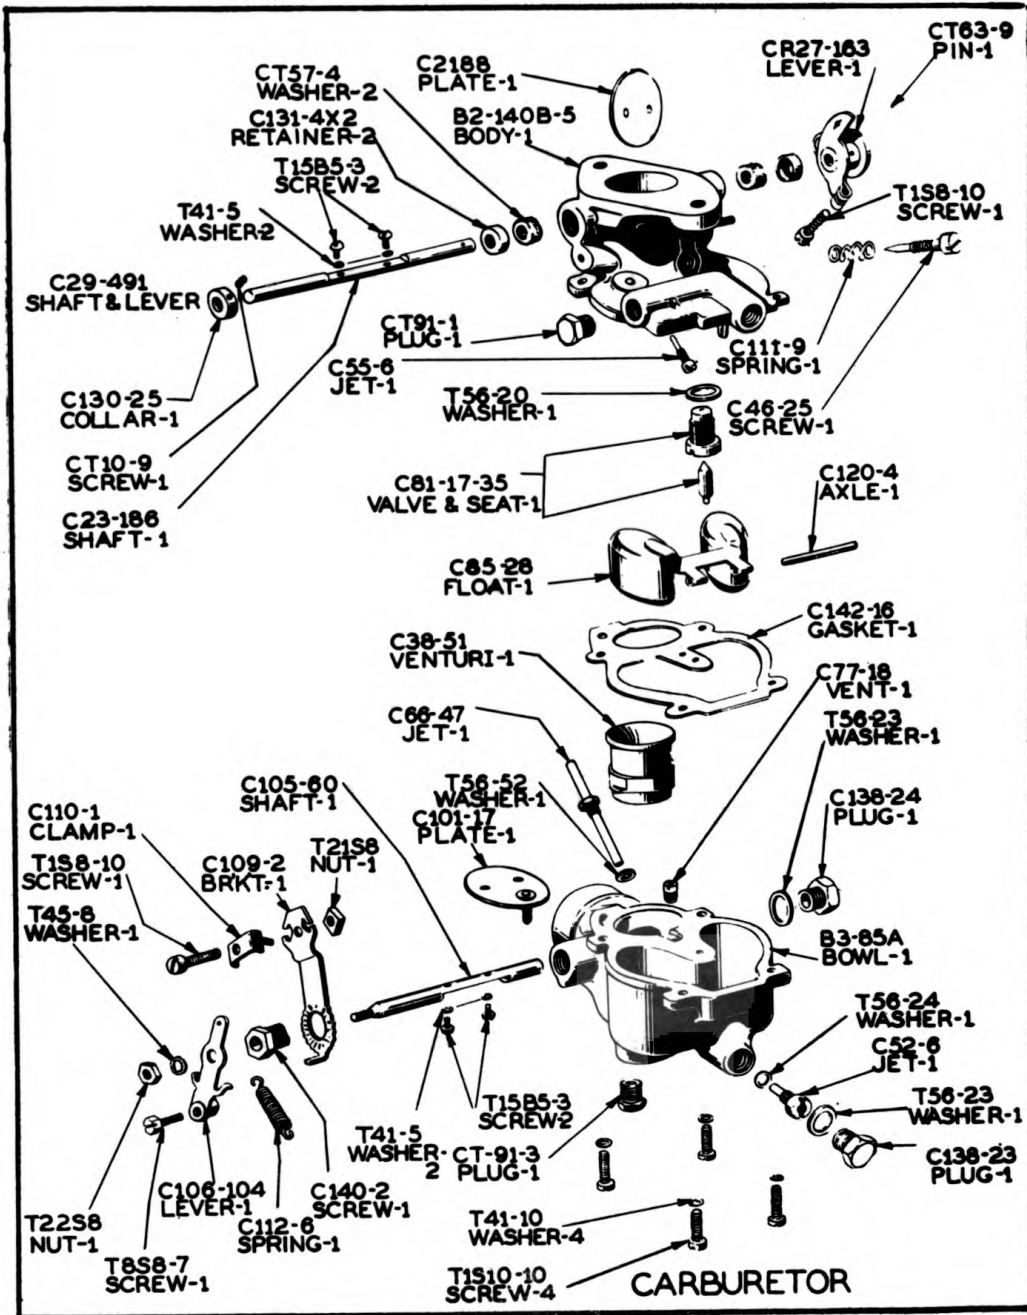 CT63-9
PIN-1
CR27-163
LEVER-1
C2188
PLATE-1
CT57-4
WASHER-2
B2-140B-5
BODY-1
C131-4X2
RETAINER-2
T15B5-3
SCREW-2
T1S8-10
SCREW-1
T41-5
WASHER-2
C29-491
SHAFT & LEVER
CT91-1
PLUG-1
C111-9
SPRING-1
C55-6
JET-1
T56-20
WASHER-1
C46-25
SCREW-1
C130-25
COLLAR-1
CT10-9
SCREW-1
C81-17-35
VALVE & SEAT-1
C120-4
AXLE-1
C23-186
SHAFT-1
C85-28
FLOAT-1
C142-16
GASKET-1
C38-51
VENTURI-1
C77-18
VENT-1
C66-47
JET-1
T56-23
WASHER-1
C105-60
SHAFT-1
T56-52
WASHER-1
C138-24
PLUG-1
C110-1
CLAMP-1
C101-17
PLATE-1
T21S8
NUT-1
T1S8-10
SCREW-1
C109-2
BRKT-1
T45-8
WASHER-1
B3-85A
BOWL-1
T56-24
WASHER-1
C52-6
JET-1
T15B5-3
SCREW-2
T56-23
WASHER-1
T41-5
WASHER-
2
CT-91-3
PLUG-1
C138-23
PLUG-1
C106-104
LEVER-1
C140-2
SCREW-1
T22S8
NUT-1
C112-6
SPRING-1
T41-10
WASHER-4
T8S8-7
SCREW-1
T1S10-10
SCREW-4
CARBURETOR